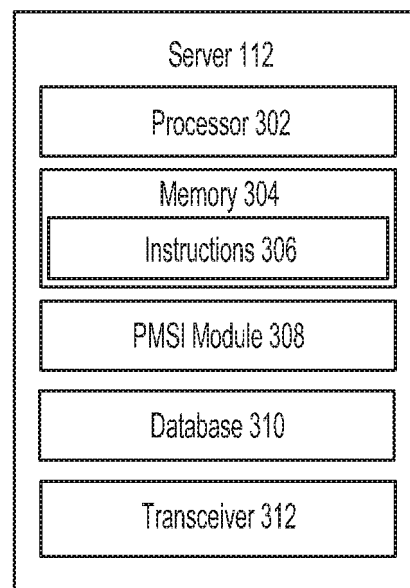 Server 112
Processor 302
Memory 304
Instructions 306
PMSI Module 308
Database 310
Transceiver 312